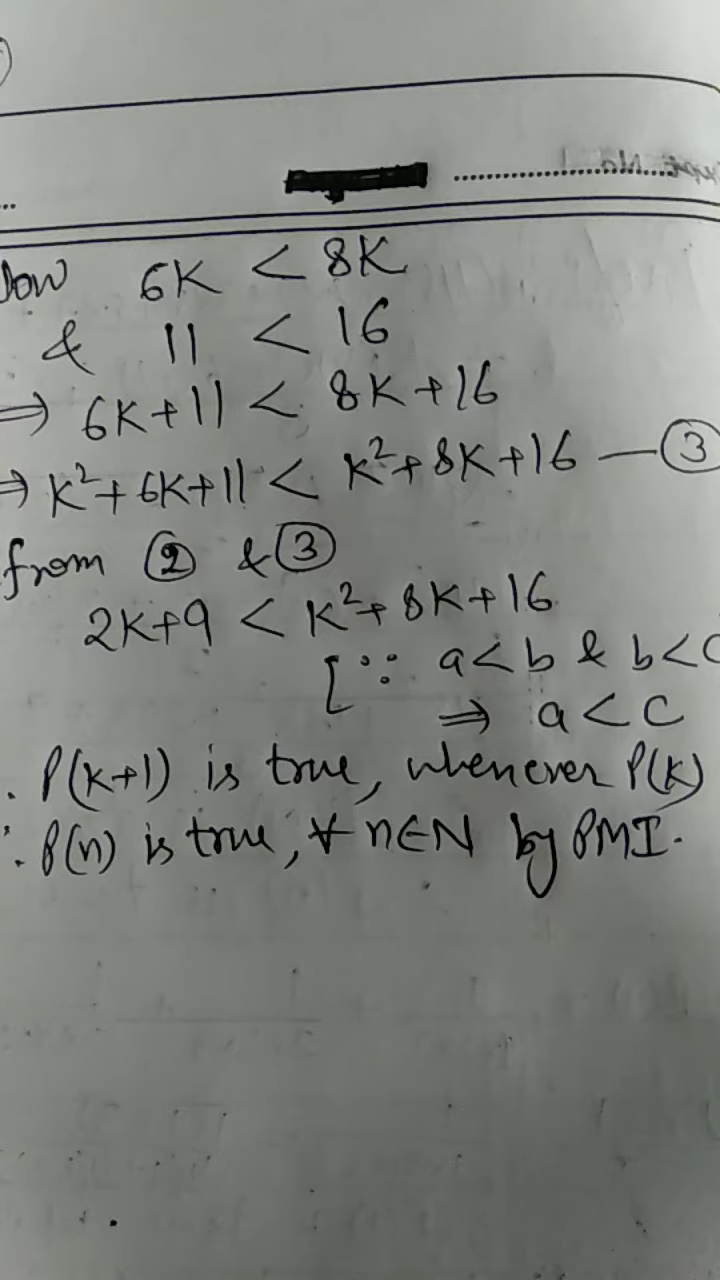 Now 6K < 8K
& 11 < 16
⇒ 6K+11 < 8K+16
⇒ K²+6K+11 < K²+8K+16 — ③
from ② & ③
2K+9 < K²+8K+16
[∵ a<b & b<c
⇒ a<c
∴ P(K+1) is true, whenever P(K)
∴ P(n) is true, ∀ n∈N by PMI.